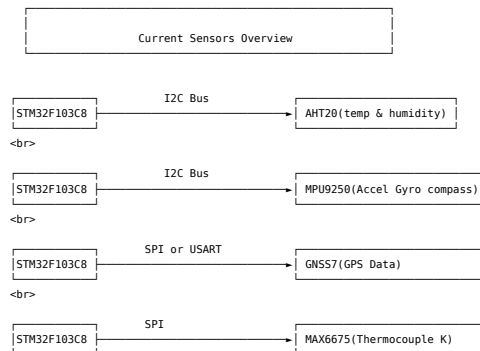 Current Sensors Overview
I2C Bus
STM32F103C8 AHT20(temp & humidity)
<br>
I2C Bus
STM32F103C8 MPU9250(Accel Gyro compass)
<br>
SPI or USART
STM32F103C8 GNSS7(GPS Data)
<br>
SPI
STM32F103C8 MAX6675(Thermocouple K)